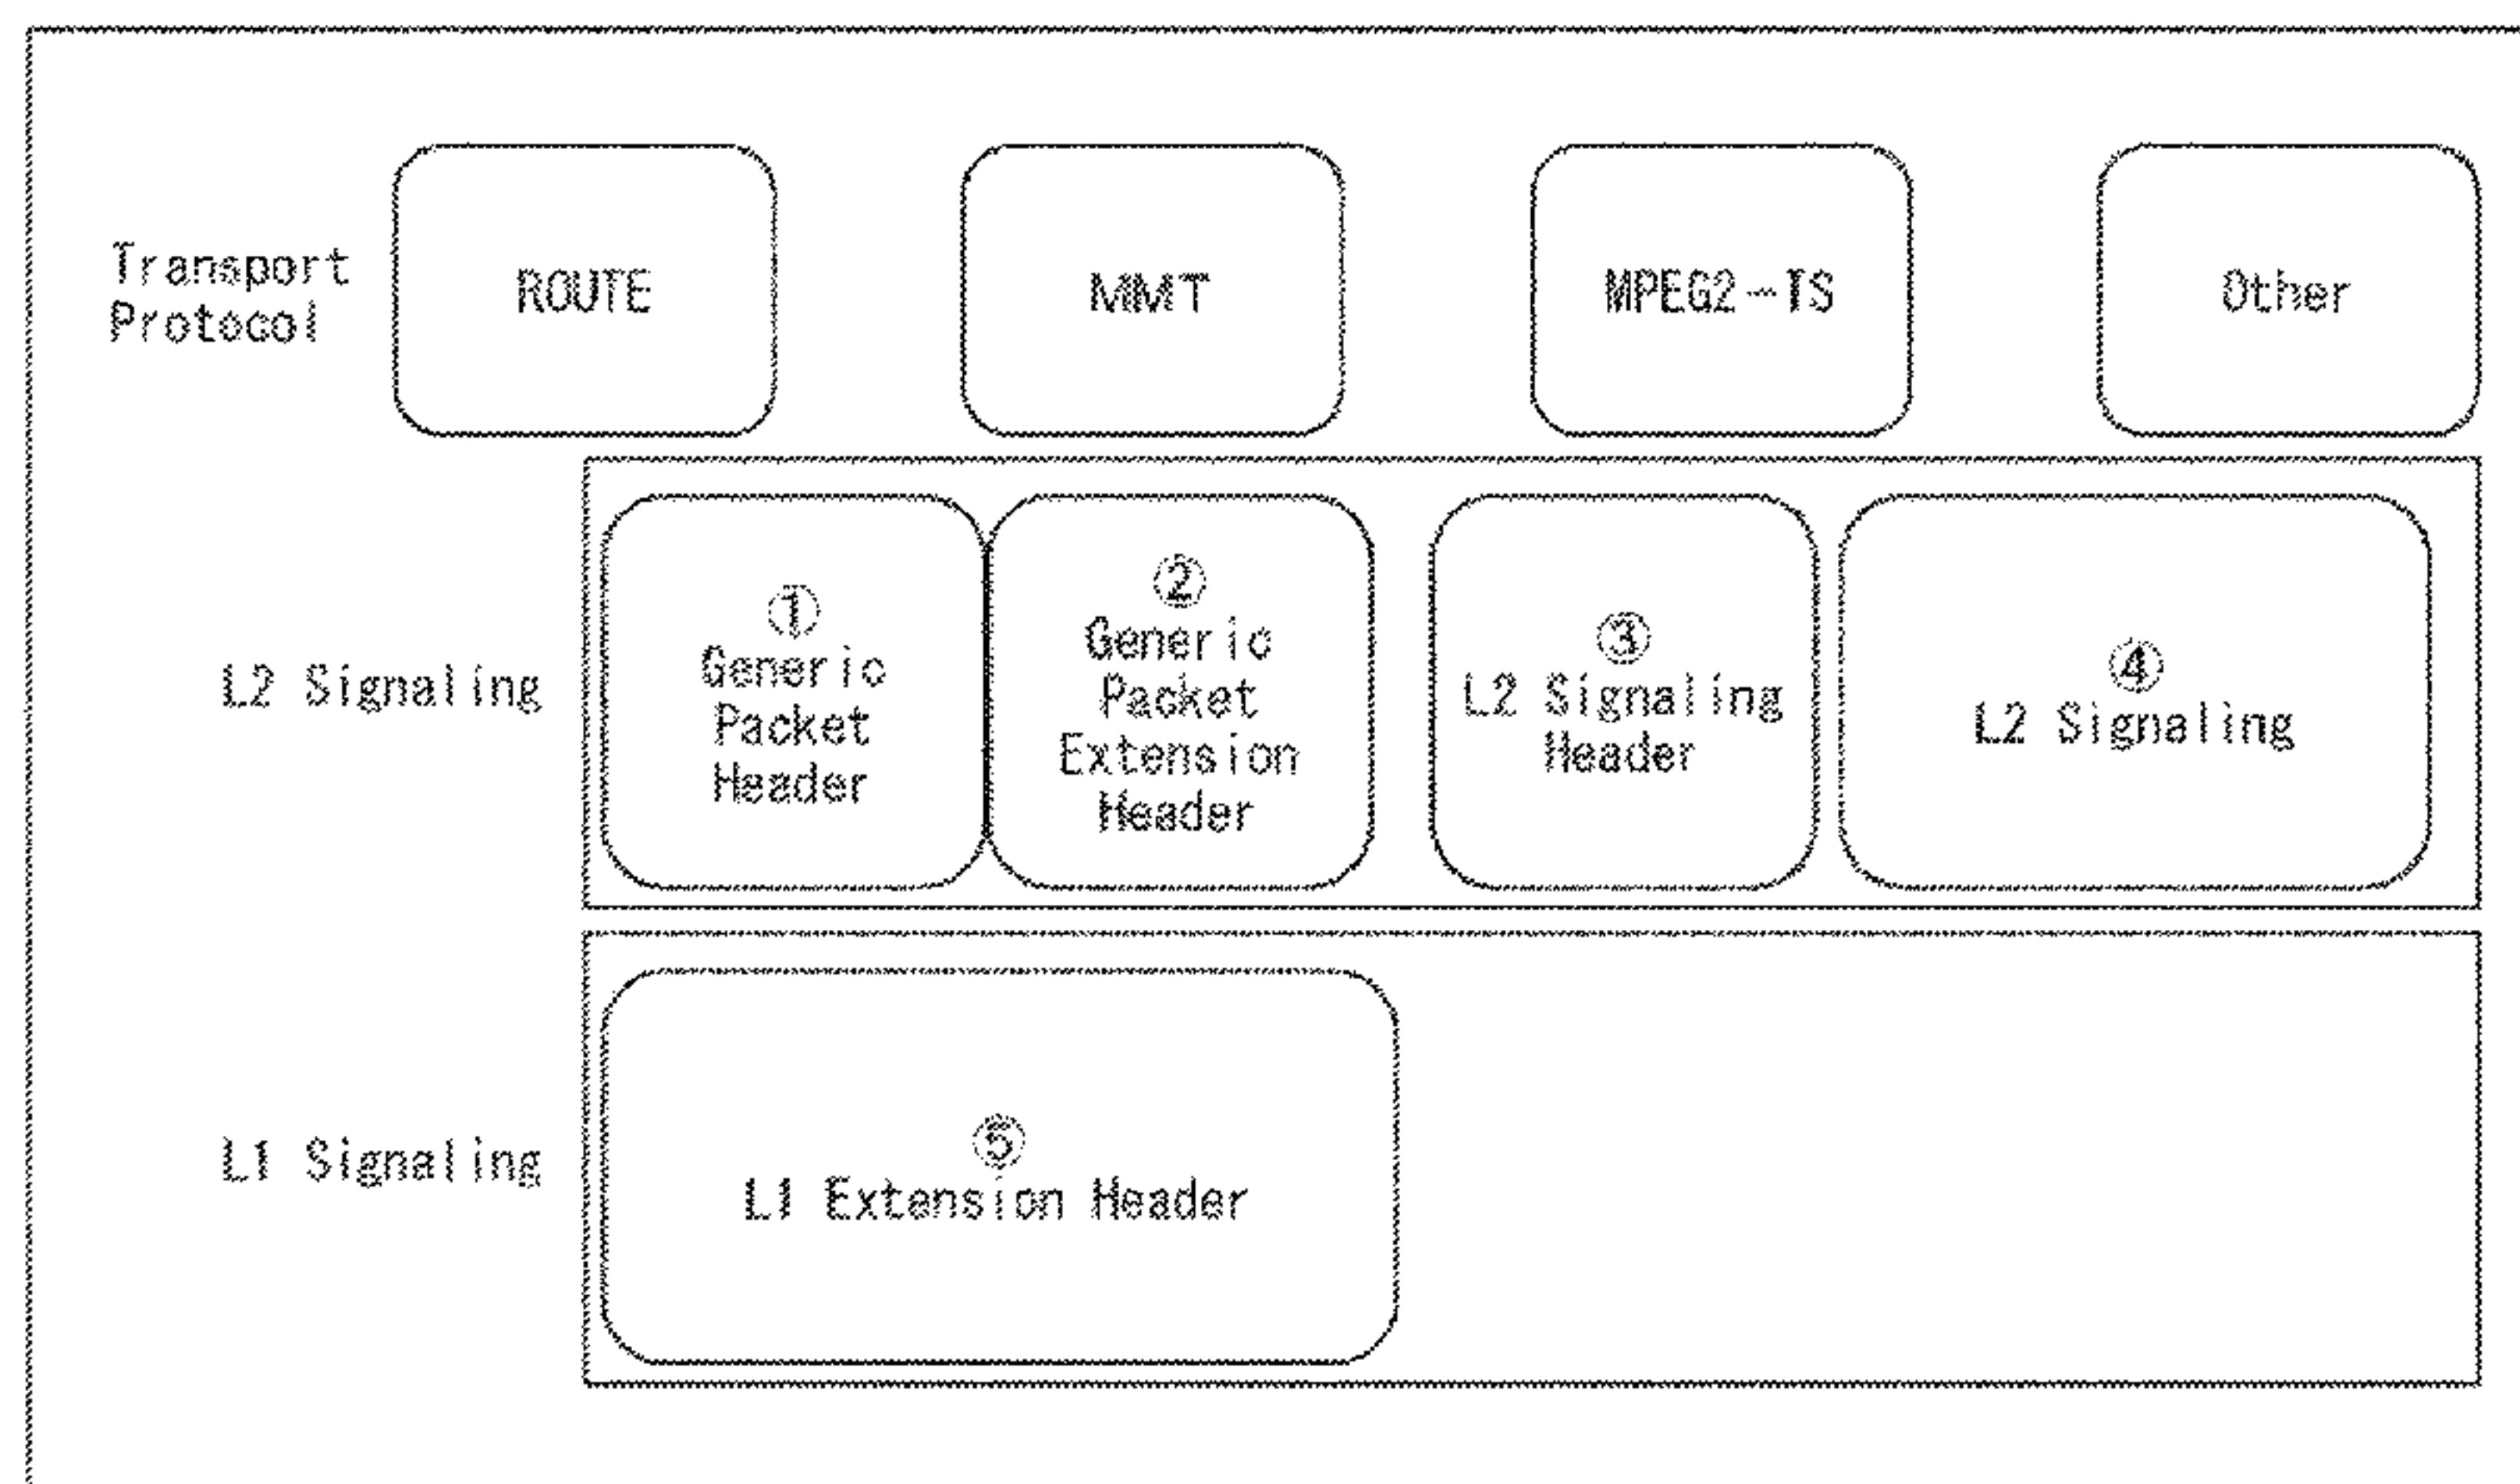 Transport
Protocol
ROUTE
MMT
MPEG2-TS
Other
L2 Signaling
①
Generic
Packet
Header
②
Generic
Packet
Extension
Header
③
L2 Signaling
Header
④
L2 Signaling
L1 Signaling
⑤
L1 Extension Header